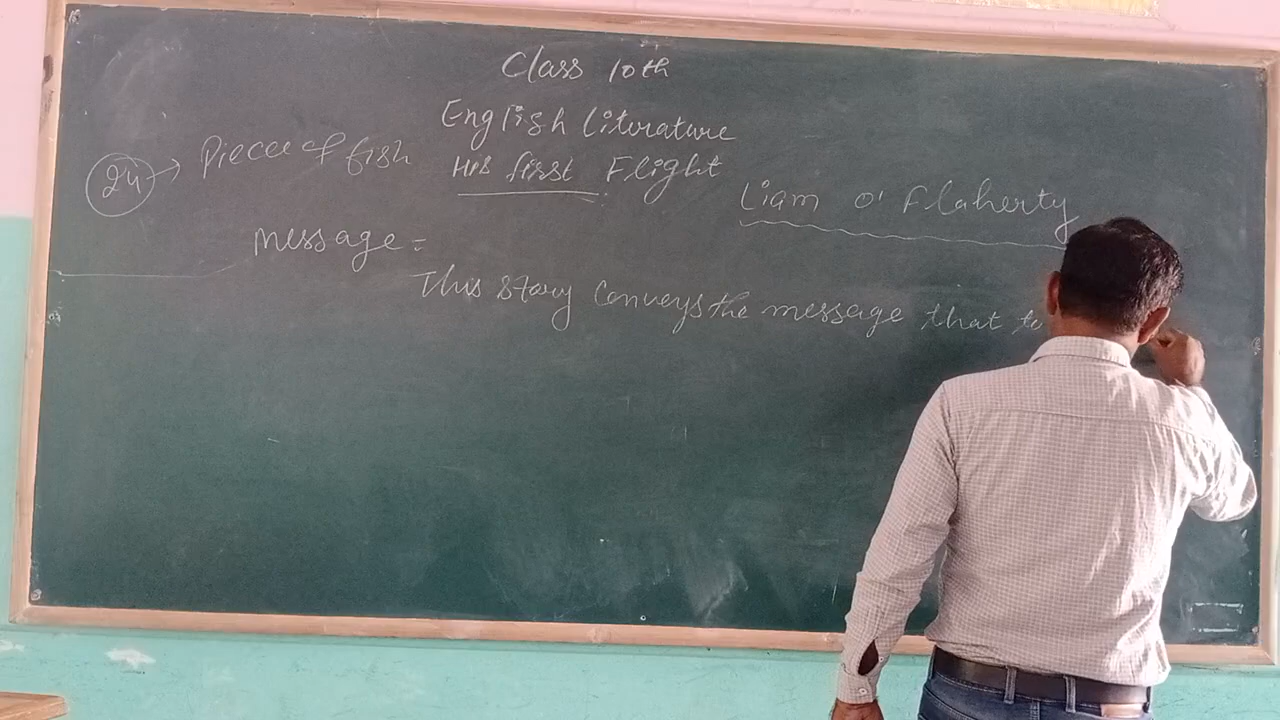 Class 10th
English Literature
His first Flight
24 → Piece of fish
Liam O' Flaherty
Message =
This story conveys the message that to